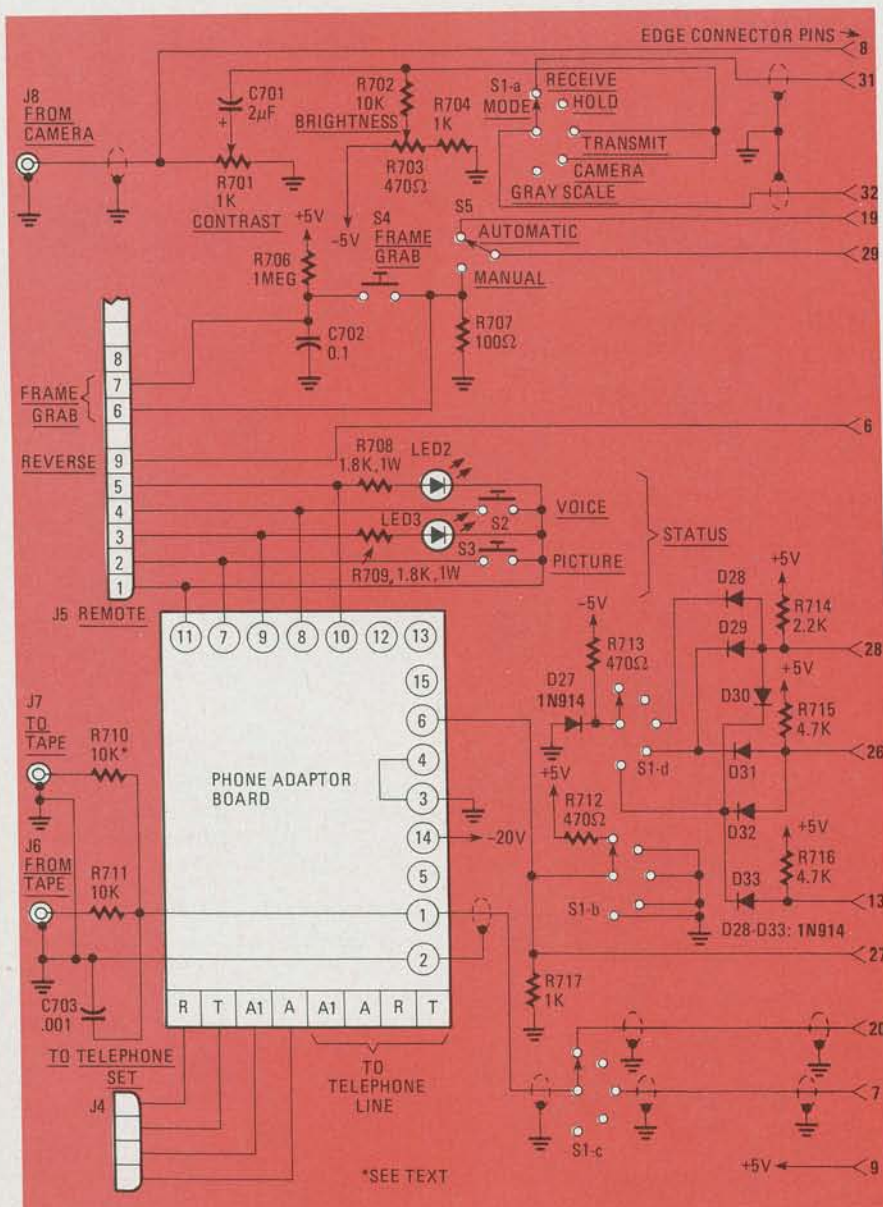 EDGE CONNECTOR PINS →
8
31
J8
FROM
CAMERA
C701
2µF
+
R702
10K
BRIGHTNESS
R704
1K
S1-a
MODE
RECEIVE
HOLD
TRANSMIT
CAMERA
GRAY SCALE
R701
1K
CONTRAST
R703
470Ω
-5V
32
19
29
+5V
R706
1MEG
S4
FRAME
GRAB
S5
AUTOMATIC
MANUAL
C702
0.1
R707
100Ω
8
7
6
FRAME
GRAB
REVERSE
9
5
4
3
2
1
J5 REMOTE
6
R708
1.8K, 1W
LED2
LED3
S2
S3
R709, 1.8K, 1W
VOICE
PICTURE
STATUS
11
7
9
8
10
12
13
15
6
4
3
14
5
1
2
PHONE ADAPTOR
BOARD
-20V
J7
TO
TAPE
R710
10K*
J6
FROM
TAPE
R711
10K
C703
.001
R
T
A1
A
A1
A
R
T
TO TELEPHONE
SET
TO
TELEPHONE
LINE
J4
*SEE TEXT
-5V
R713
470Ω
D27
1N914
S1-d
+5V
R712
470Ω
S1-b
D28
D29
D30
D31
D32
D33
D28-D33: 1N914
+5V
R714
2.2K
28
+5V
R715
4.7K
26
+5V
R716
4.7K
13
27
R717
1K
S1-c
20
7
+5V
9